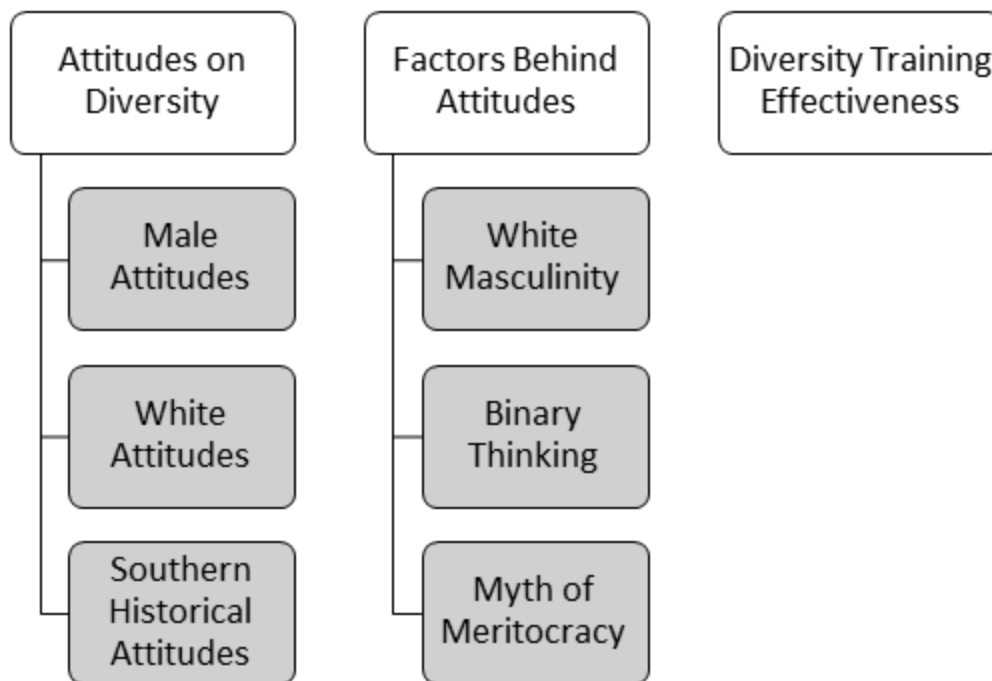 Attitudes on
Diversity
Male
Attitudes
White
Attitudes
Southern
Historical
Attitudes
Factors Behind
Attitudes
White
Masculinity
Binary
Thinking
Myth of
Meritocracy
Diversity Training
Effectiveness